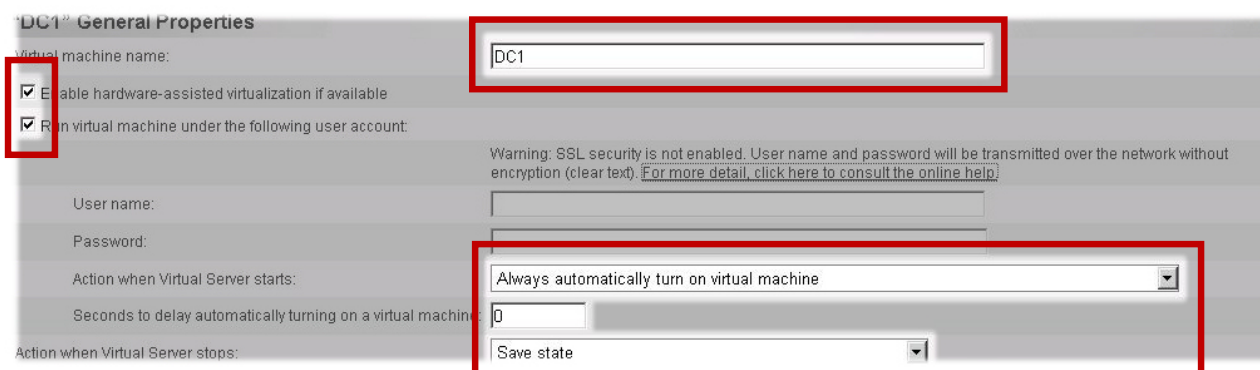 "DC1" General Properties
Virtual machine name:
DC1
Enable hardware-assisted virtualization if available
Run virtual machine under the following user account:
Warning: SSL security is not enabled. User name and password will be transmitted over the network without
encryption (clear text). For more detail, click here to consult the online help.
User name:
Password:
Action when Virtual Server starts:
Always automatically turn on virtual machine
Seconds to delay automatically turning on a virtual machine:
0
Action when Virtual Server stops:
Save state